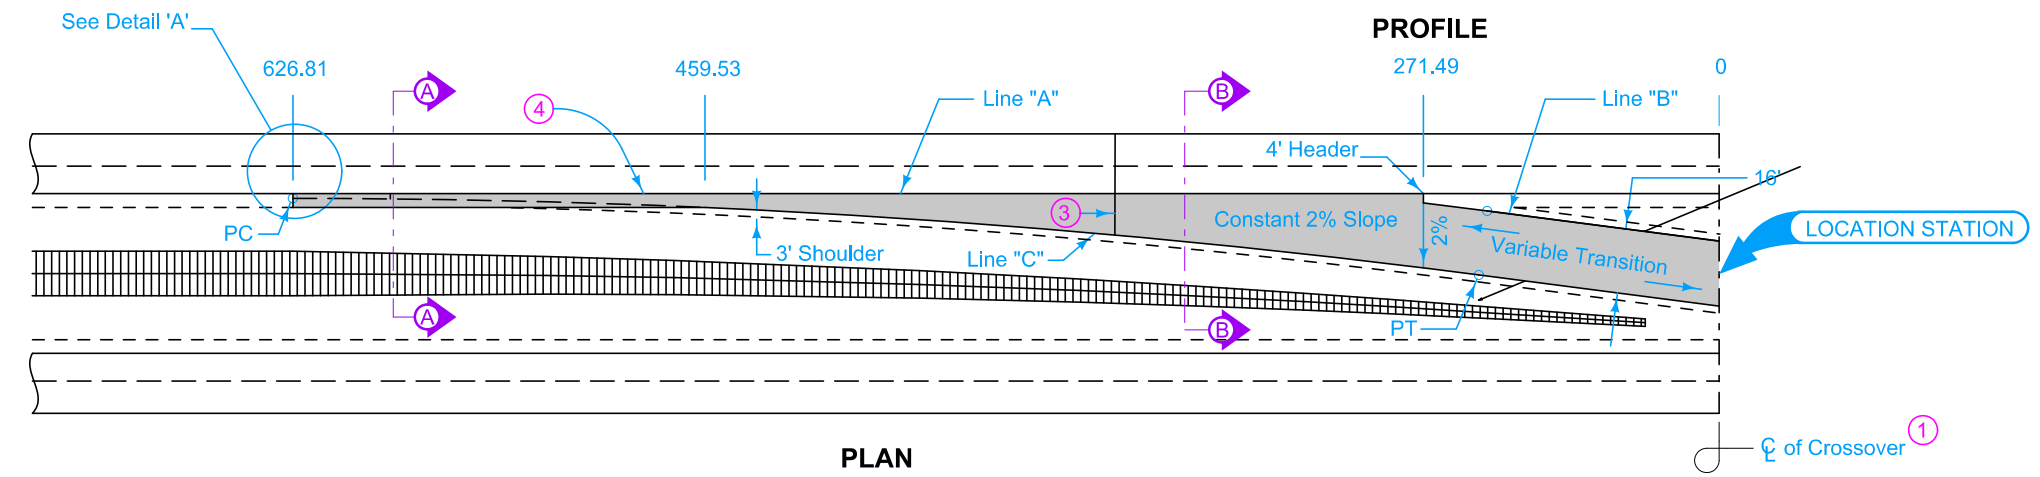 PROFILE
See Detail 'A'
626.81
459.53
271.49
0
A
4
Line "A"
B
Line "B"
4' Header
16'
3
Constant 2% Slope
2%
PC
3' Shoulder
Line "C"
Variable Transition
LOCATION STATION
A
B
PT
PLAN
℄ of Crossover
1